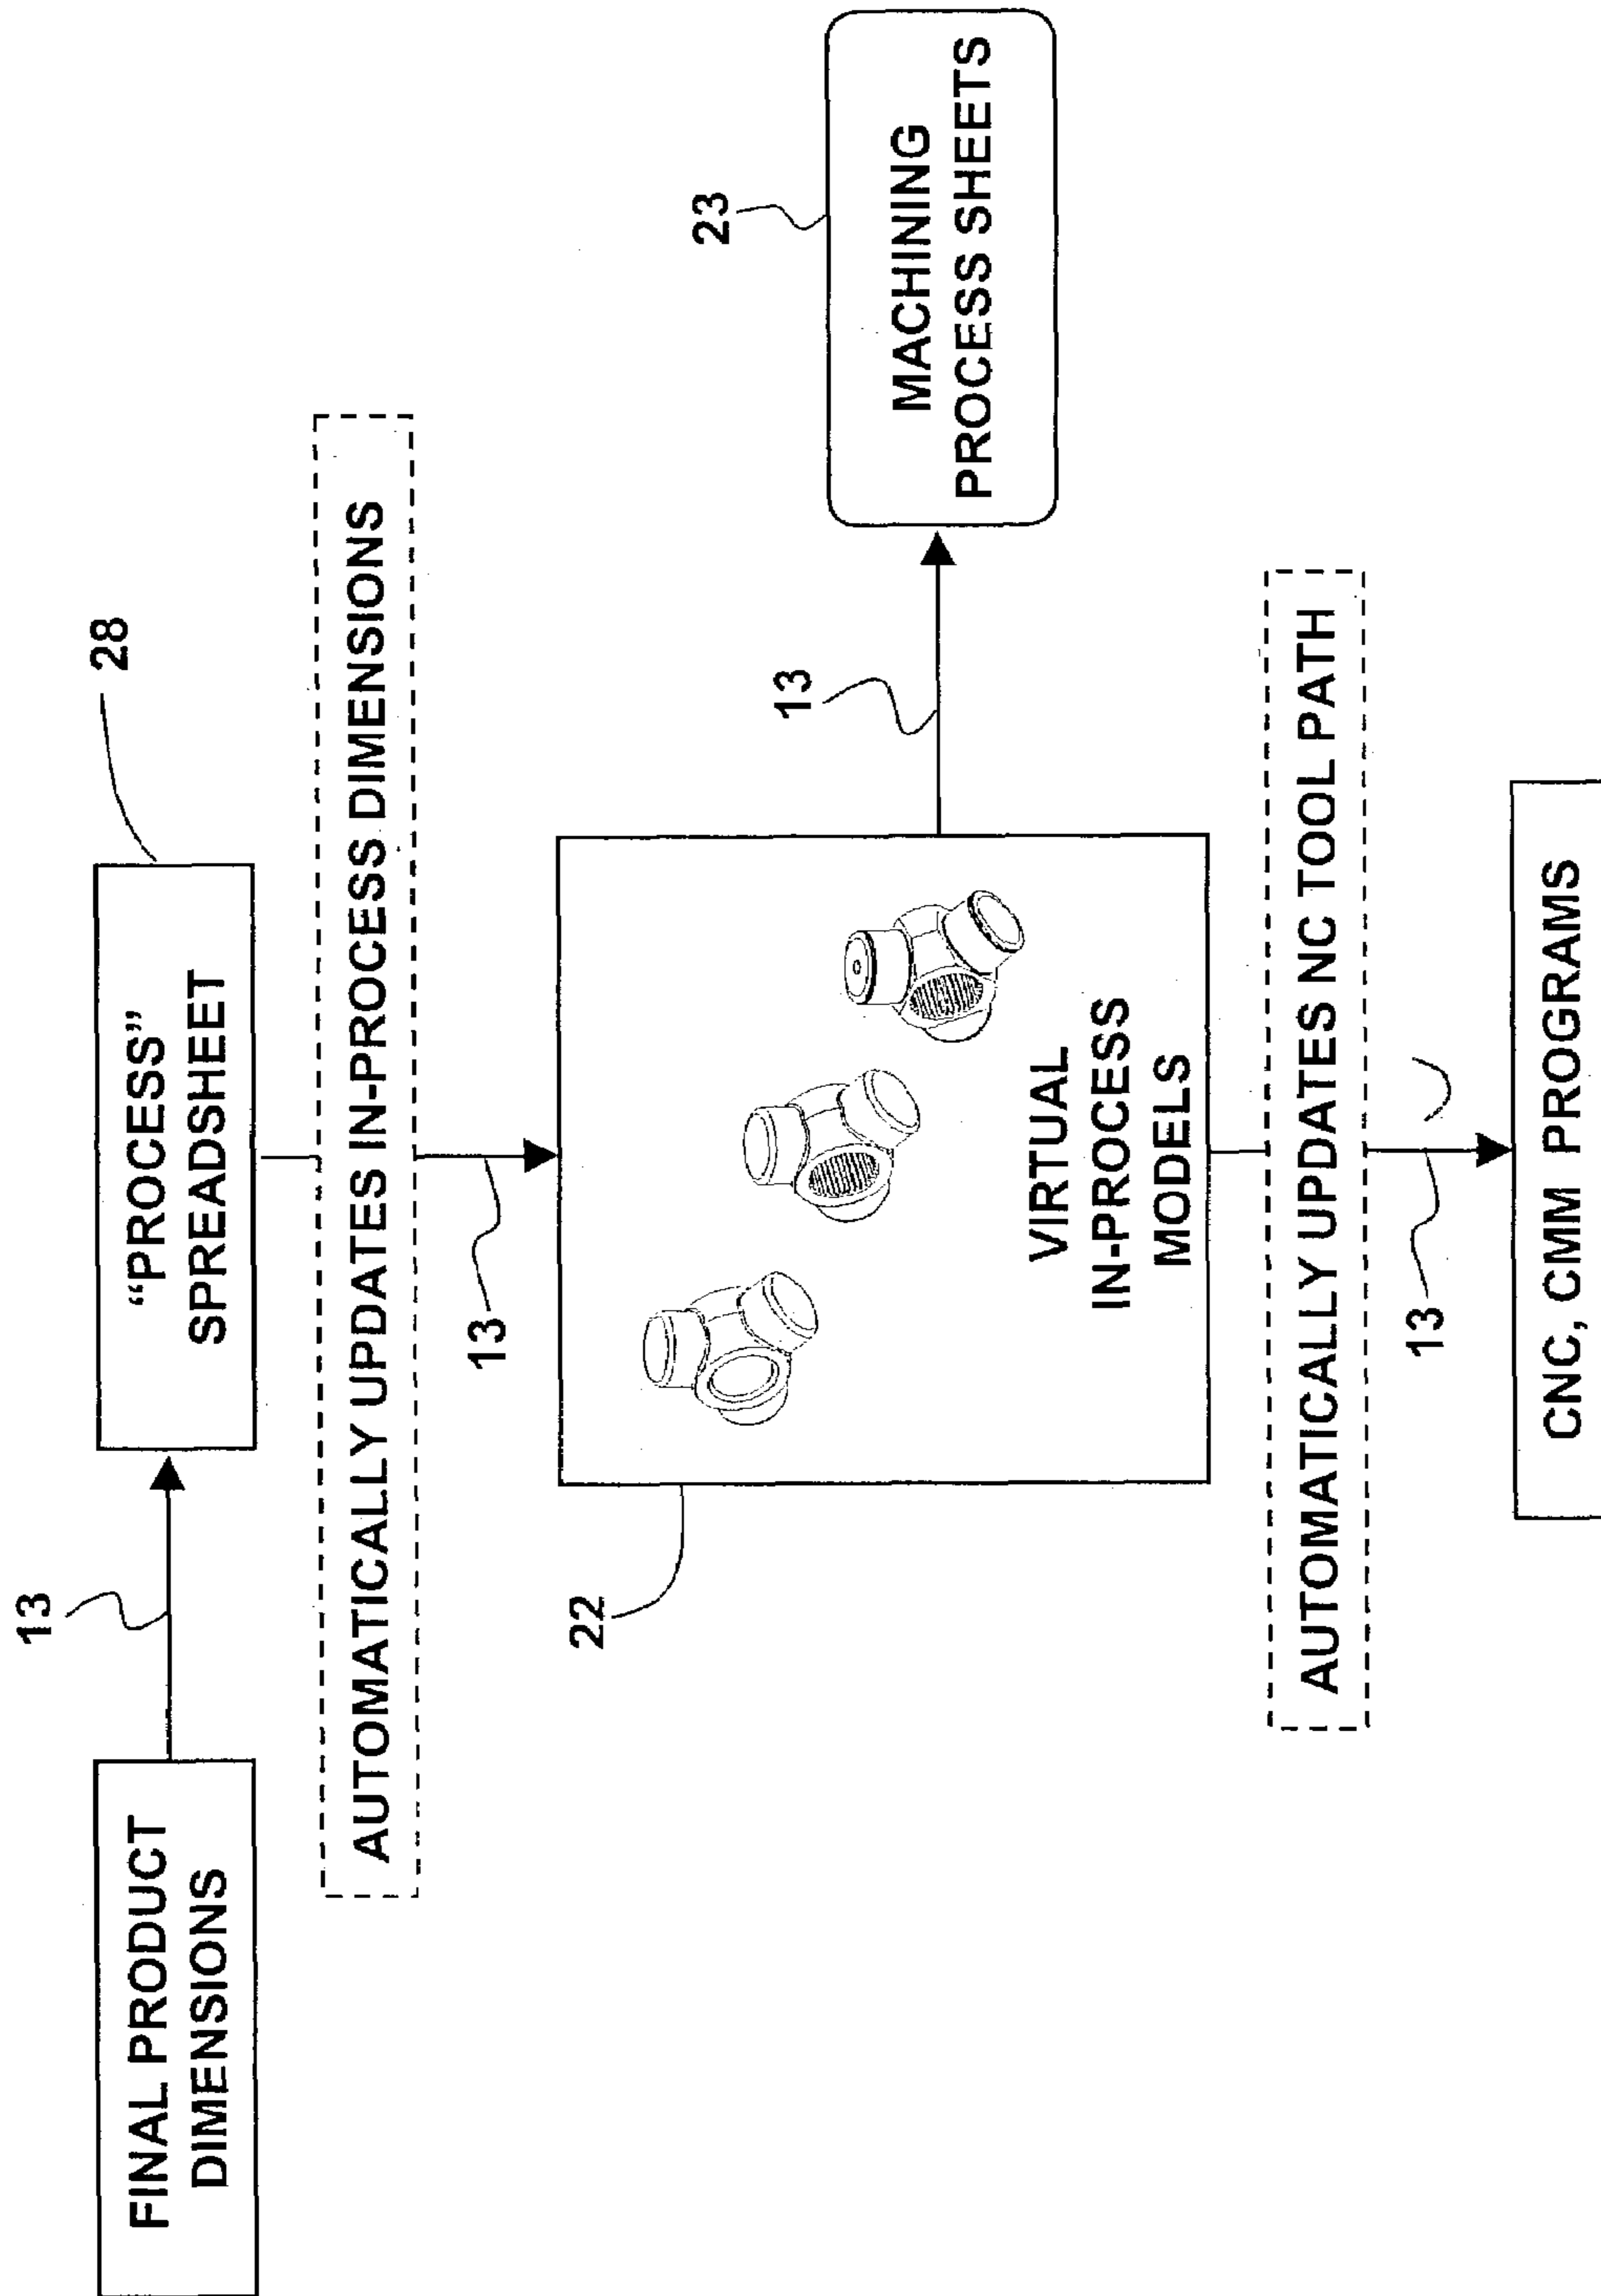 FINAL PRODUCT
DIMENSIONS
13
“PROCESS”
SPREADSHEET
28
AUTOMATICALLY UPDATES IN-PROCESS DIMENSIONS
13
22
VIRTUAL
IN-PROCESS
MODELS
13
23
MACHINING
PROCESS SHEETS
AUTOMATICALLY UPDATES NC TOOL PATH
13
CNC, CMM PROGRAMS